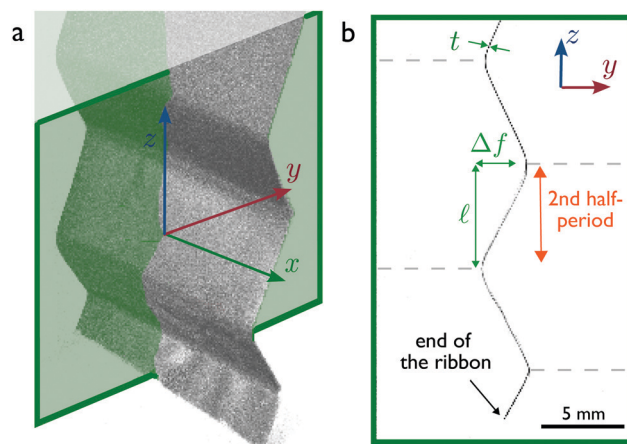 a
z
y
x
b
t
z
y
Δf
ℓ
2nd half-
period
end of
the ribbon
5 mm